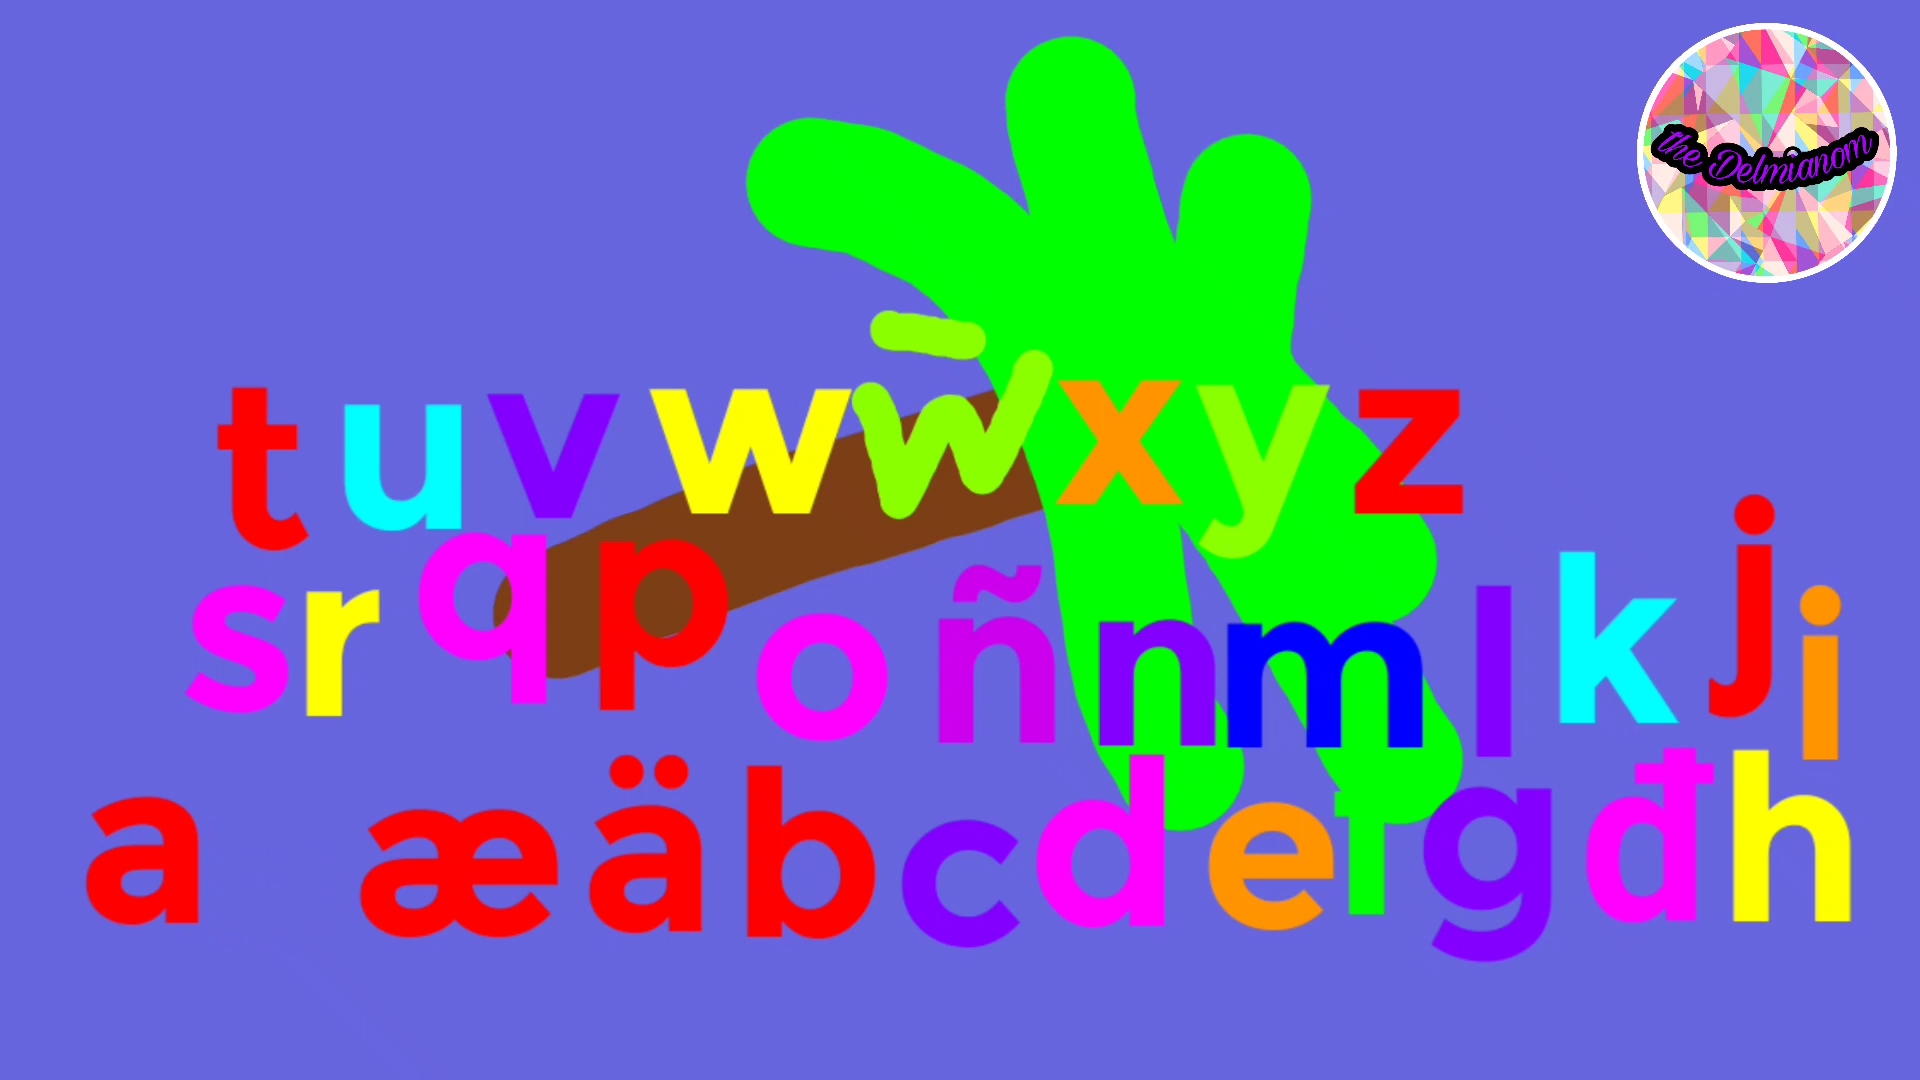 the Delmianom
t u v w w̄ x y z
s r q p o ñ n m l k j i
a æ ä b c d e f g đ h